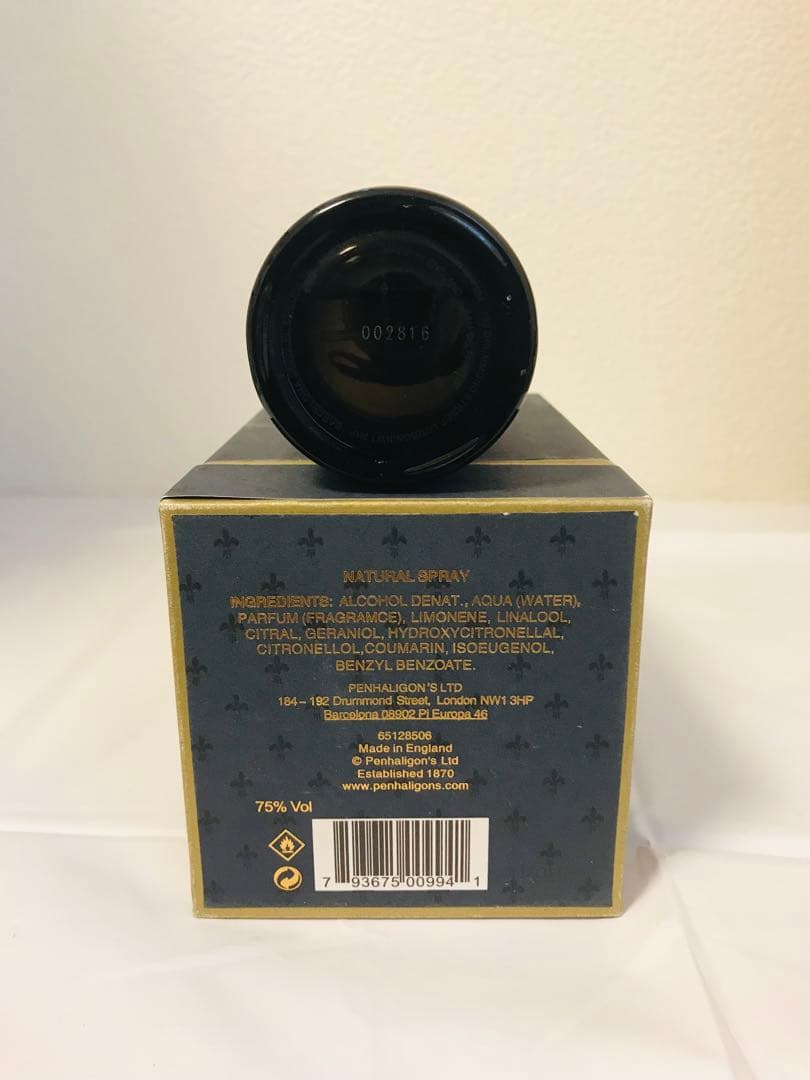 002816
NATURAL SPRAY
INGREDIENTS: ALCOHOL DENAT., AQUA (WATER),
PARFUM (FRAGRAMCE), LIMONENE, LINALOOL,
CITRAL, GERANIOL, HYDROXYCITRONELLAL,
CITRONELLOL,COUMARIN, ISOEUGENOL,
BENZYL BENZOATE.
PENHALIGON'S LTD
184–192 Drummond Street, London NW1 3HP
Barcelona 08902 Pl Europa 46
65128506
Made in England
© Penhaligon's Ltd
Established 1870
www.penhaligons.com
75% Vol
7 93675 00994 1